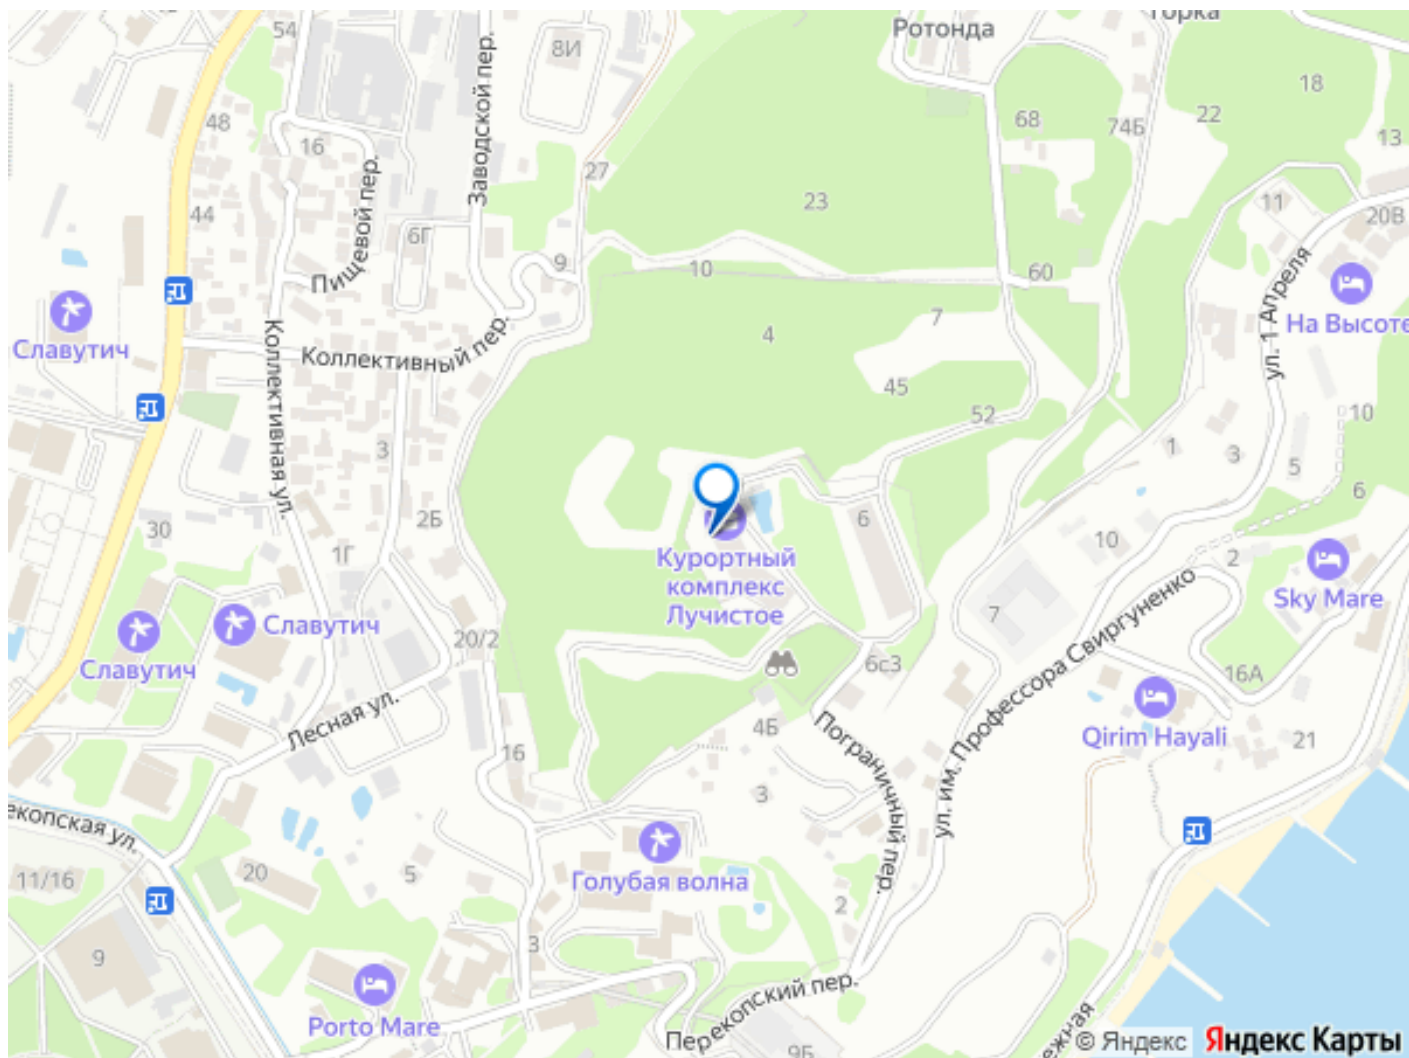 Горка
Ротонда
54
8И
18
22
48
16
Заводской пер.
68
74Б
13
27
44
Пищевой пер.
6Г
23
11
20В
9
10
60
ул. 1 Апреля
На Высоте
Славутич
Коллективный пер.
Коллективная ул.
4
7
45
52
10
3
1
3
5
6
30
2Б
1Г
6
10
2
Курортный
комплекс
Лучистое
Sky Mare
7
Славутич
Славутич
20/2
6с3
16А
Лесная ул.
16
4Б
Пограничный пер.
ул. им. Профессора Свиргуненко
Qirim Hayali
21
3
екопская ул.
11/16
20
5
Голубая волна
2
9
3
Porto Mare
Перекопский пер.
9Б
ежная
© Яндекс Яндекс Карты